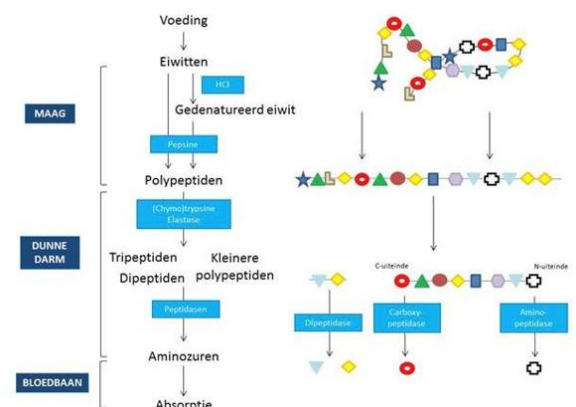 Voeding
Eiwitten
HCl
MAAG
Gedenatureerd eiwit
Pepsine
Polypeptiden
(Chymo)trypsine
Elastase
DUNNE
DARM
Tripeptiden
Dipeptiden
Kleinere
polypeptiden
Peptidasen
Aminozuren
BLOEDBAAN
Absorptie
C-uiteinde
N-uiteinde
Dipeptidase
Carboxy-
peptidase
Amino-
peptidase